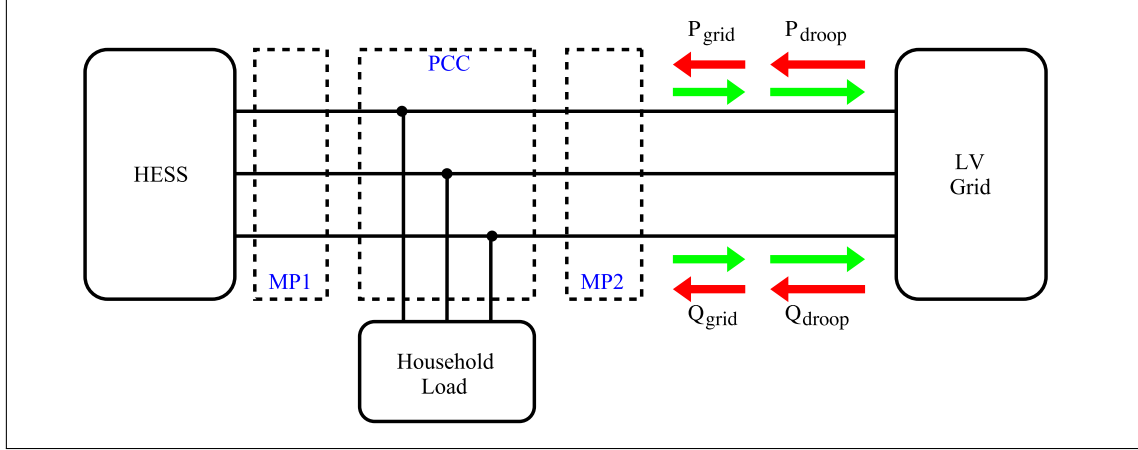 P_grid P_droop
PCC
HESS
LV
Grid
MP1
MP2
Q_grid Q_droop
Household
Load